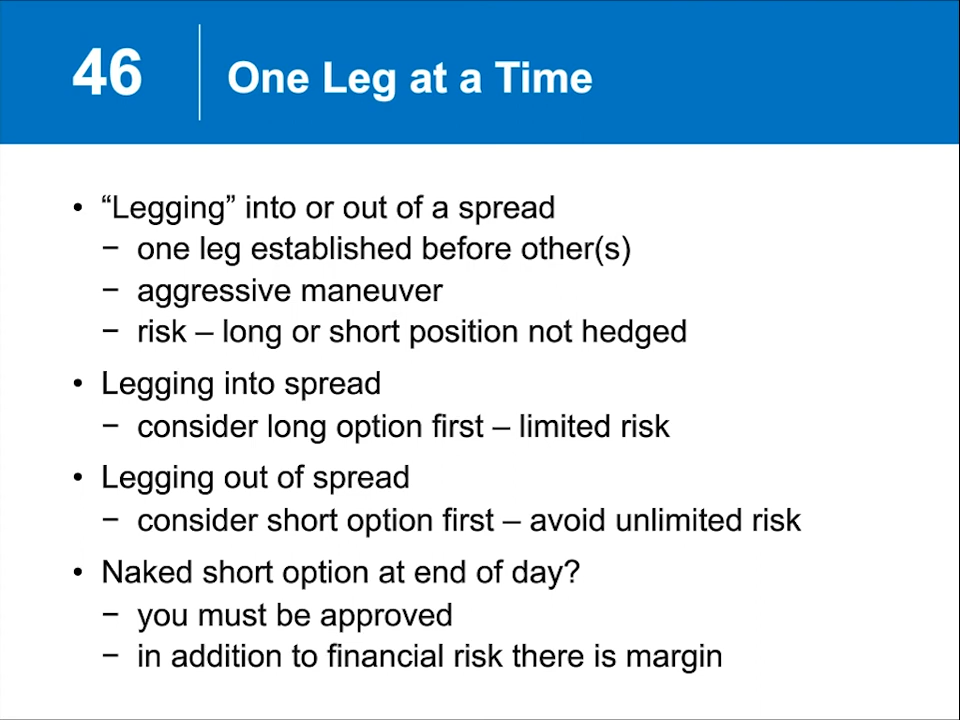 46
One Leg at a Time
• “Legging” into or out of a spread
− one leg established before other(s)
− aggressive maneuver
− risk – long or short position not hedged
• Legging into spread
− consider long option first – limited risk
• Legging out of spread
− consider short option first – avoid unlimited risk
• Naked short option at end of day?
− you must be approved
− in addition to financial risk there is margin